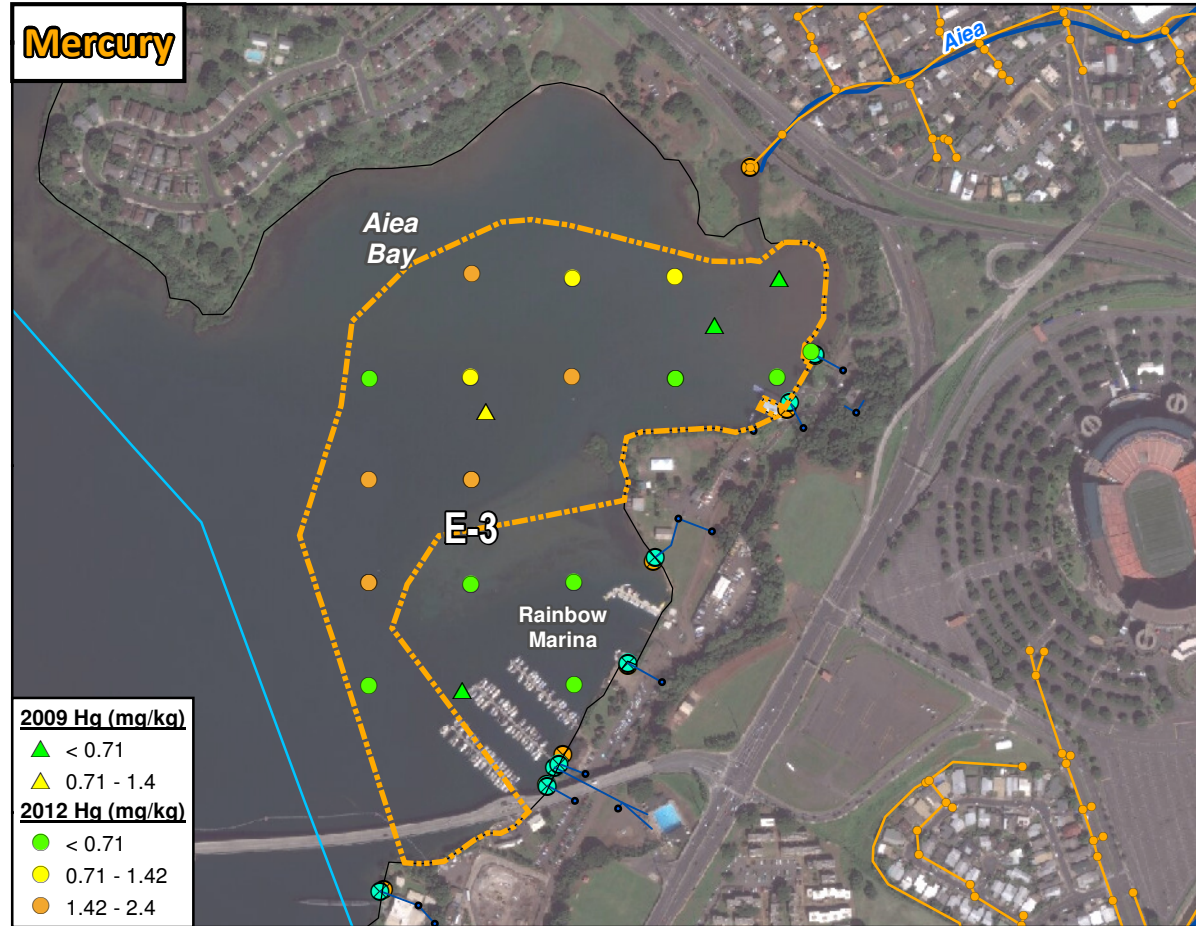 Mercury
Aiea
Aiea
Bay
E-3
Rainbow
Marina
2009 Hg (mg/kg)
< 0.71
0.71 - 1.4
2012 Hg (mg/kg)
< 0.71
0.71 - 1.42
1.42 - 2.4